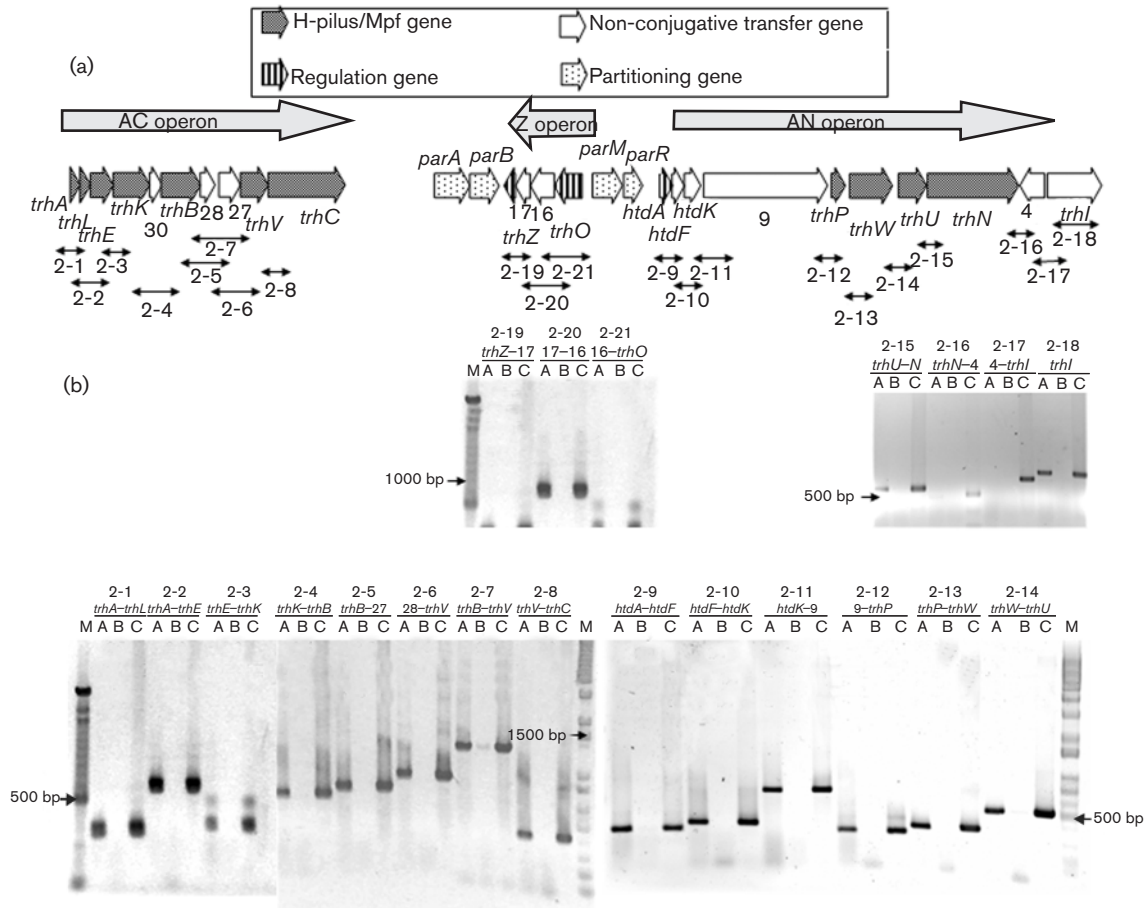 H-pilus/Mpf gene
Non-conjugative transfer gene
(a)
Regulation gene
Partitioning gene
AC operon
Z operon
AN operon
parA parB parM parR
trhA trhL trhE trhK 30 trhB 28 27 trhV trhC
17 16 trhZ trhO
htdA htdF htdK 9 trhP trhW trhU trhN 4 trhI
2-1 2-2 2-3 2-4 2-5 2-6 2-7 2-8
2-19 2-20 2-21
2-9 2-10 2-11 2-12 2-13 2-14 2-15 2-16 2-17 2-18
(b)
2-19 2-20 2-21
trhZ–17 17–16 16–trhO
M A B C A B C A B C
1000 bp
2-15 2-16 2-17 2-18
trhU–N trhN–4 4–trhI trhI
A B C A B C A B C A B C
500 bp
2-1 2-2 2-3 2-4 2-5 2-6 2-7 2-8
trhA–trhL trhA–trhE trhE–trhK trhK–trhB trhB–27 28–trhV trhB–trhV trhV–trhC
M A B C A B C A B C A B C A B C A B C A B C A B C M
500 bp
1500 bp
2-9 2-10 2-11 2-12 2-13 2-14
htdA–htdF htdF–htdK htdK–9 9–trhP trhP–trhW trhW–trhU
A B C A B C A B C A B C A B C A B C M
500 bp